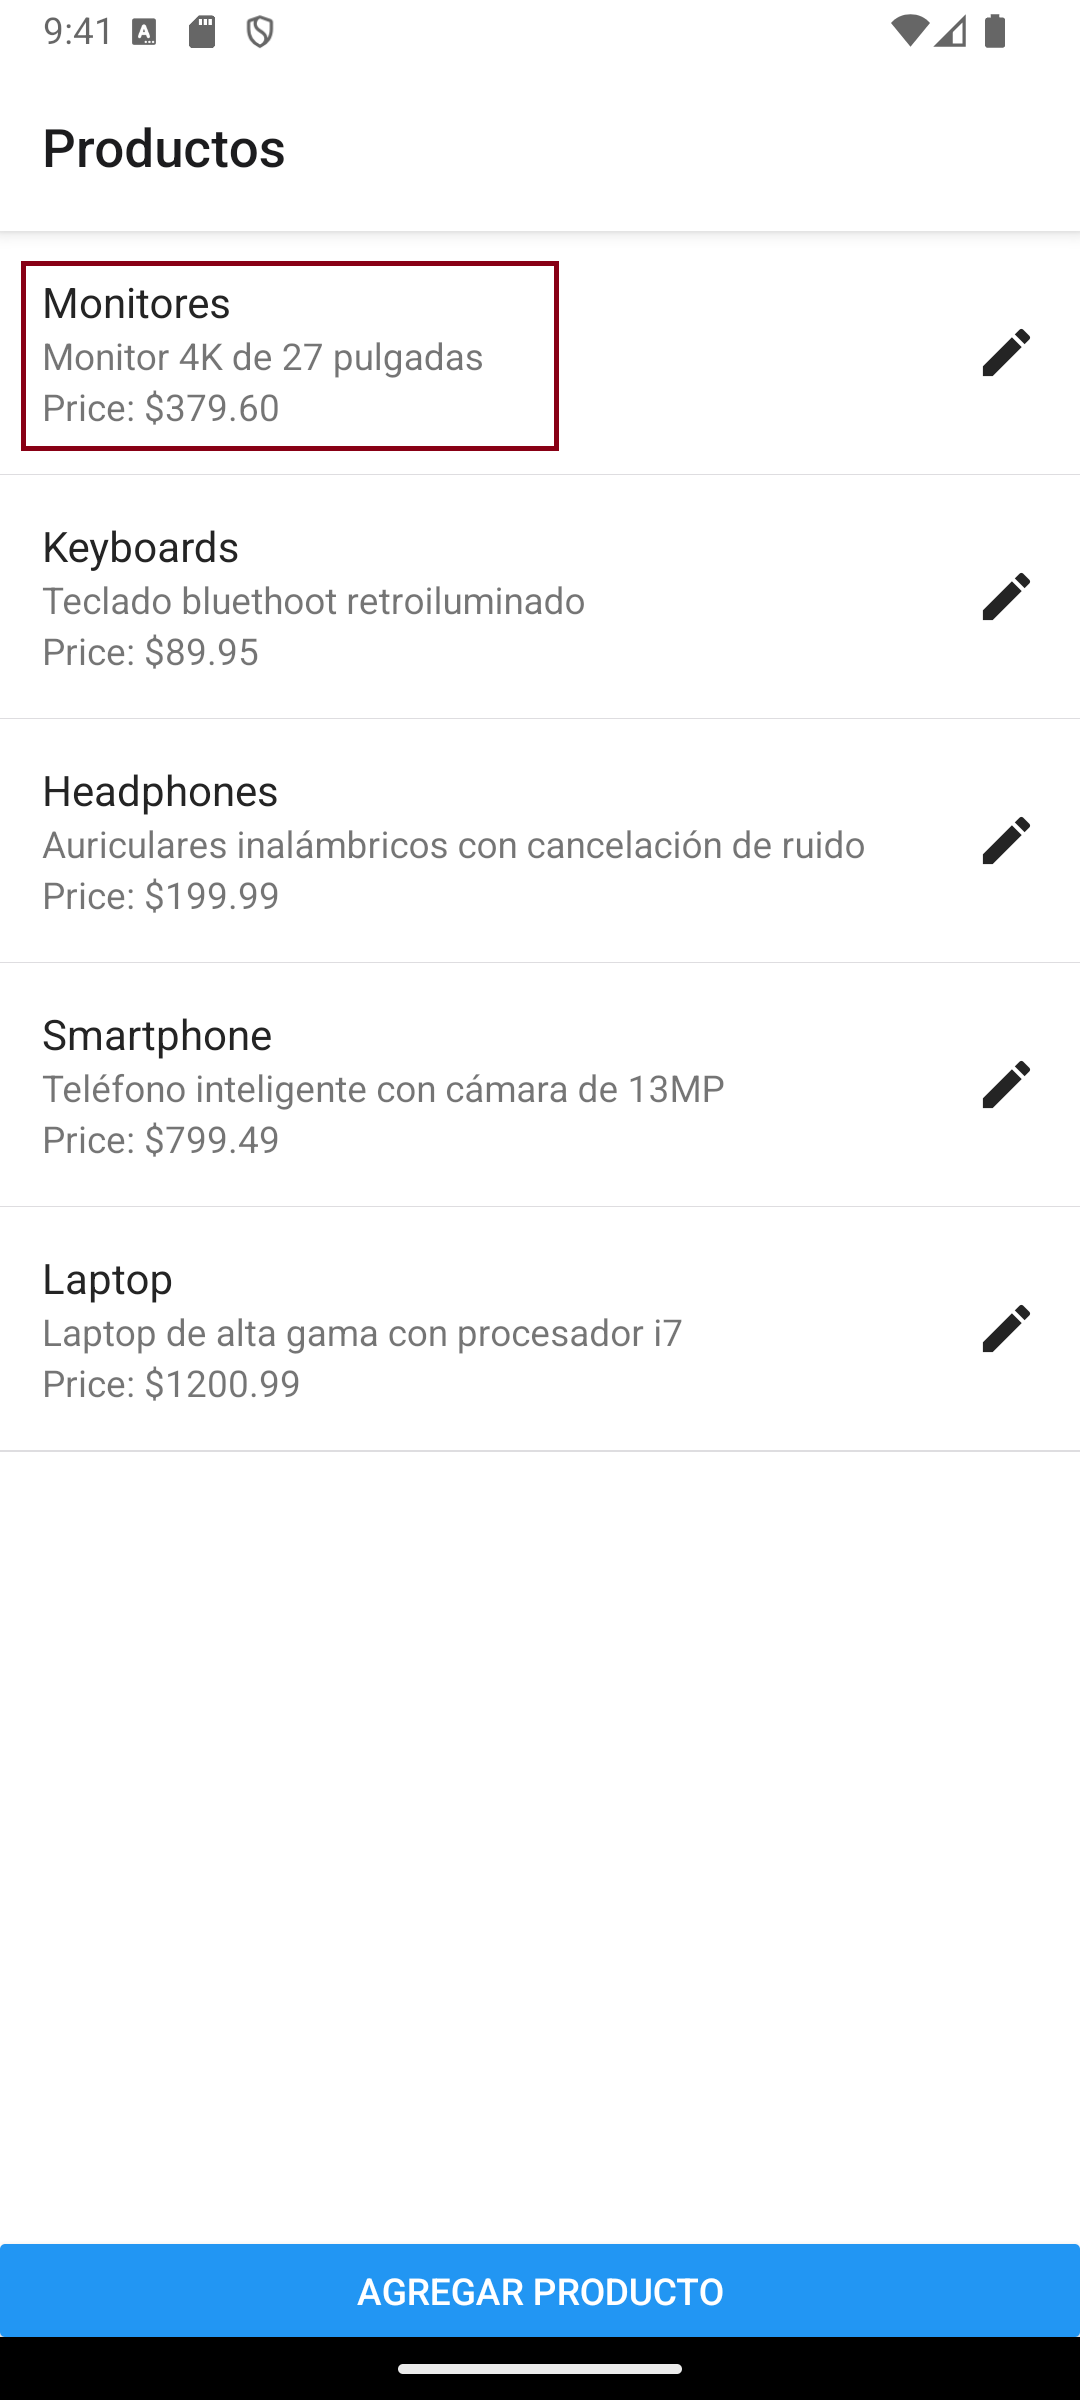 9:41
Productos
Monitores
Monitor 4K de 27 pulgadas
Price: $379.60
Keyboards
Teclado bluethoot retroiluminado
Price: $89.95
Headphones
Auriculares inalámbricos con cancelación de ruido
Price: $199.99
Smartphone
Teléfono inteligente con cámara de 13MP
Price: $799.49
Laptop
Laptop de alta gama con procesador i7
Price: $1200.99
AGREGAR PRODUCTO